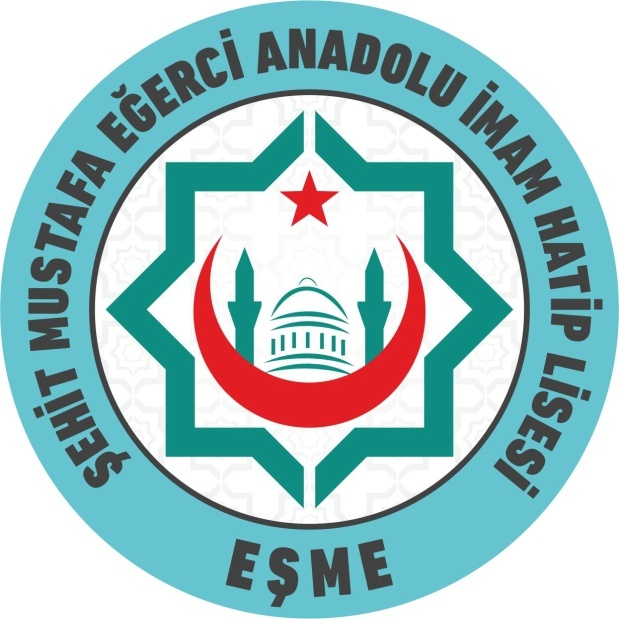 ŞEHİT MUSTAFA EĞERCİ ANADOLU İMAM HATİP LİSESİ
EŞME